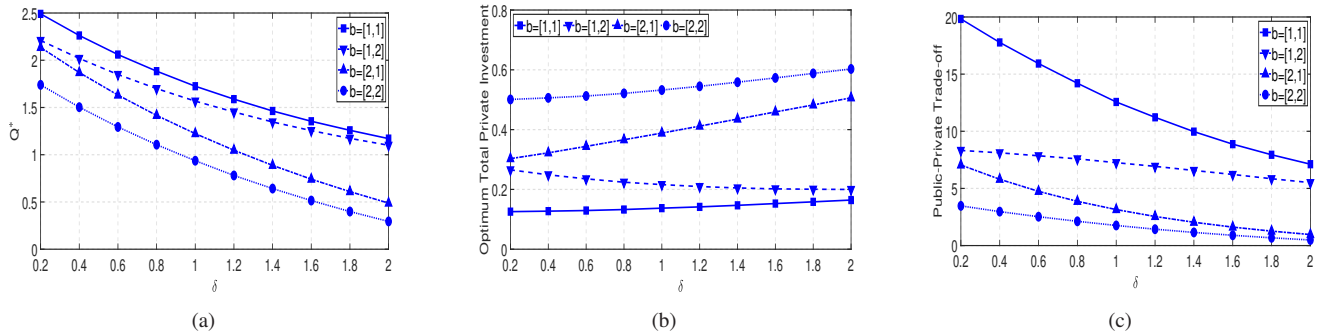 2.5
2
1.5
1
0.5
0
Q*
0.2 0.4 0.6 0.8 1 1.2 1.4 1.6 1.8 2
δ
b=[1,1]
b=[1,2]
b=[2,1]
b=[2,2]
(a)
0.8
0.6
0.4
0.2
0
Optimum Total Private Investment
0.2 0.4 0.6 0.8 1 1.2 1.4 1.6 1.8 2
δ
b=[1,1] b=[1,2] b=[2,1] b=[2,2]
(b)
20
15
10
5
0
Public-Private Trade-off
0.2 0.4 0.6 0.8 1 1.2 1.4 1.6 1.8 2
δ
b=[1,1]
b=[1,2]
b=[2,1]
b=[2,2]
(c)